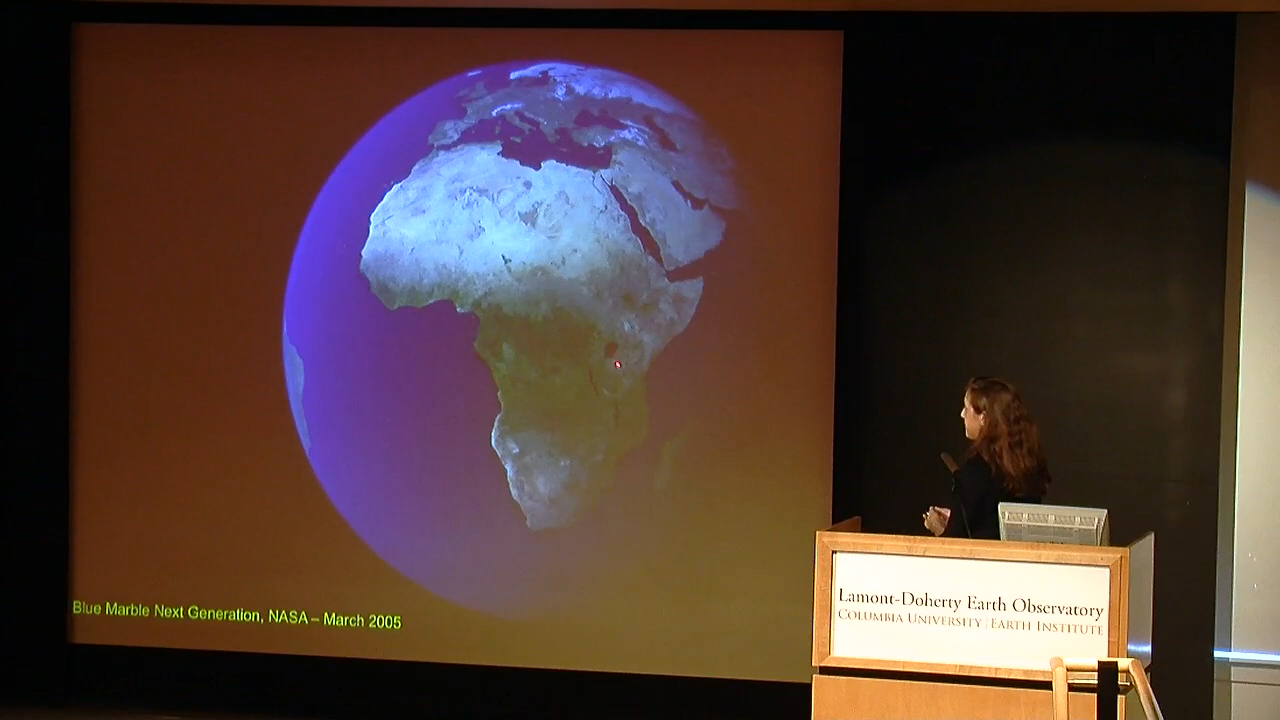 Blue Marble Next Generation, NASA – March 2005
Lamont-Doherty Earth Observatory
COLUMBIA UNIVERSITY | EARTH INSTITUTE